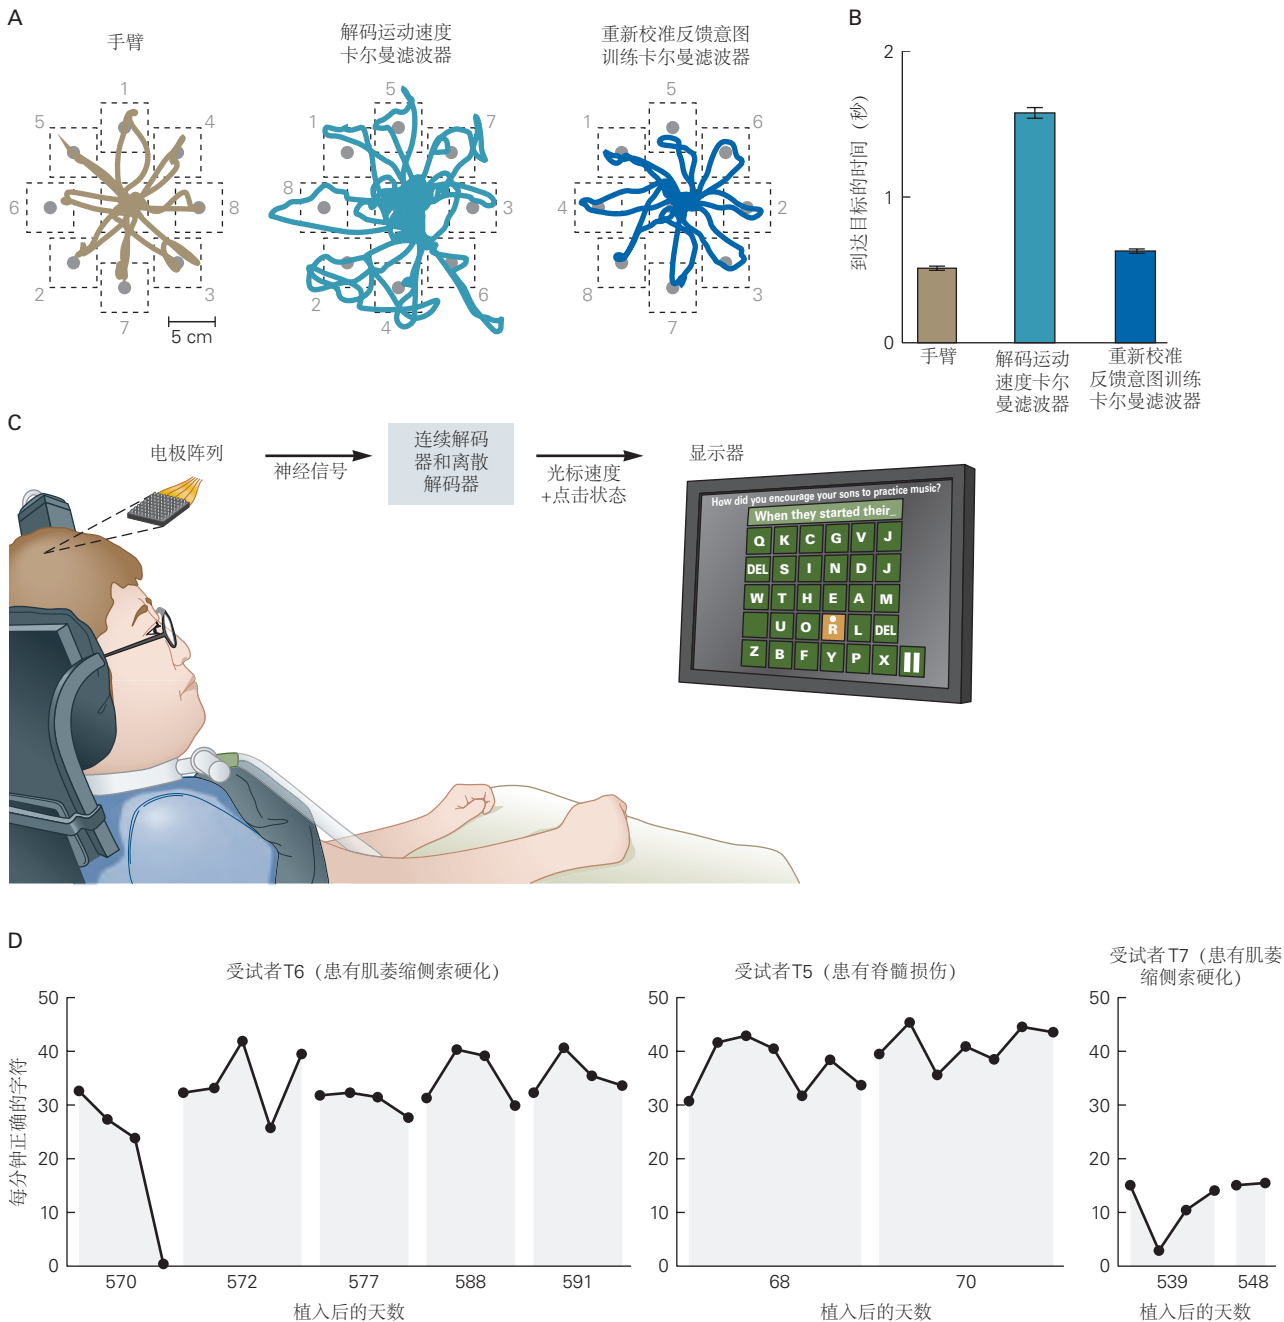 A
手臂
解码运动速度
卡尔曼滤波器
重新校准反馈意图
训练卡尔曼滤波器
1
5
4
6
8
2
3
7
5 cm
5
1
7
8
3
2
6
4
5
1
6
4
2
8
3
7
B
到达目标的时间（秒）
2
1
0
手臂
解码运动
速度卡尔
曼滤波器
重新校准
反馈意图训练
卡尔曼滤波器
C
电极阵列
神经信号
连续解码
器和离散
解码器
光标速度
+点击状态
显示器
How did you encourage your sons to practice music?
When they started their_
Q K C G V J
DEL S I N D J
W T H E A M
U O R L DEL
Z B F Y P X
D
受试者T6（患有肌萎缩侧索硬化）
每分钟正确的字符
50
40
30
20
10
0
570 572 577 588 591
植入后的天数
受试者T5（患有脊髓损伤）
50
40
30
20
10
0
68 70
植入后的天数
受试者T7（患有肌萎
缩侧索硬化）
50
40
30
20
10
0
539 548
植入后的天数